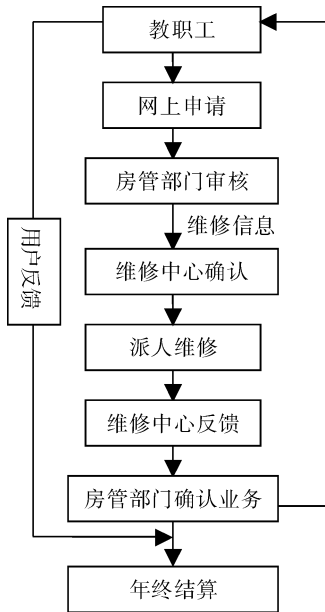 教职工
网上申请
房管部门审核
维修信息
维修中心确认
用户反馈
派人维修
维修中心反馈
房管部门确认业务
年终结算